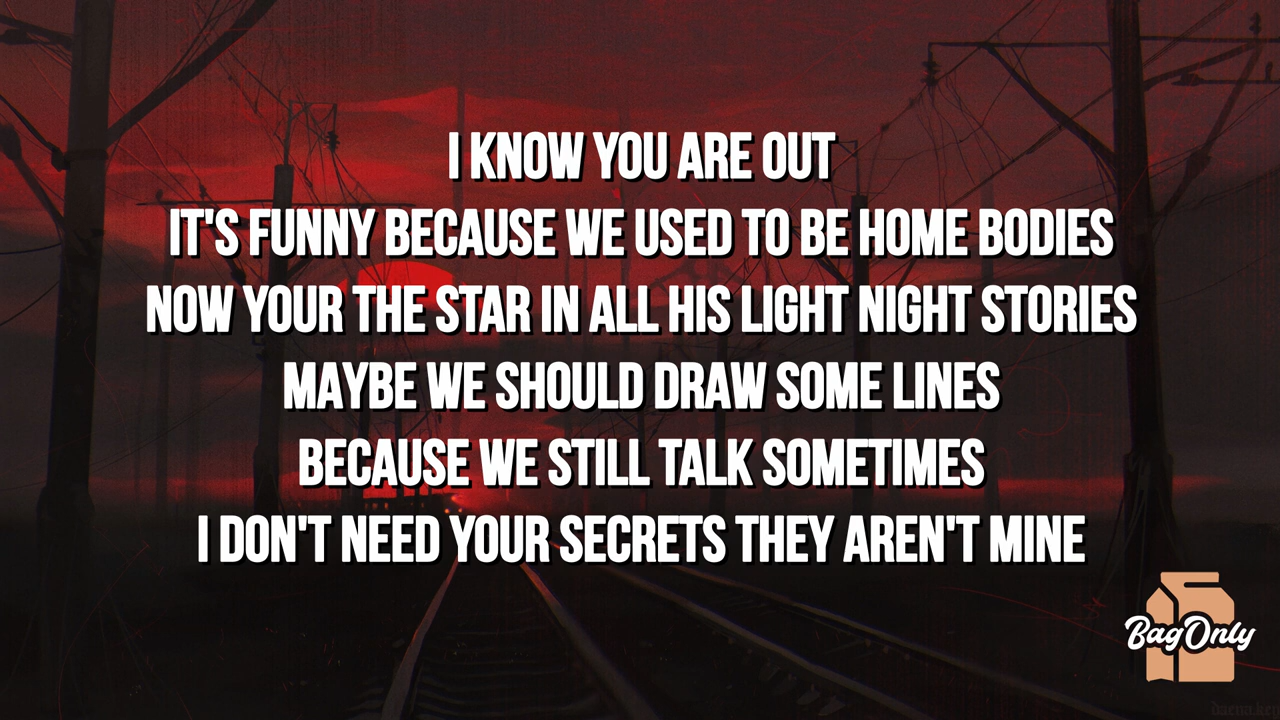 I KNOW YOU ARE OUT
IT'S FUNNY BECAUSE WE USED TO BE HOME BODIES
NOW YOUR THE STAR IN ALL HIS LIGHT NIGHT STORIES
MAYBE WE SHOULD DRAW SOME LINES
BECAUSE WE STILL TALK SOMETIMES
I DON'T NEED YOUR SECRETS THEY AREN'T MINE
BagOnly